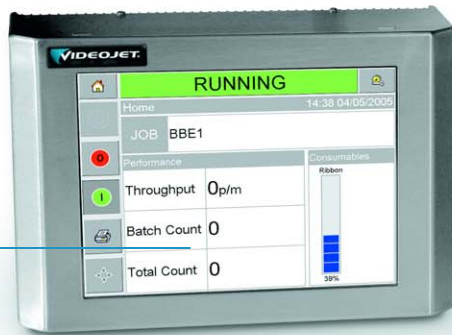 VIDEOJET.
RUNNING
Home 14:38 04/05/2005
JOB BBE1
Performance
Consumables
Ribbon
Throughput 0p/m
Batch Count 0
Total Count 0
39%